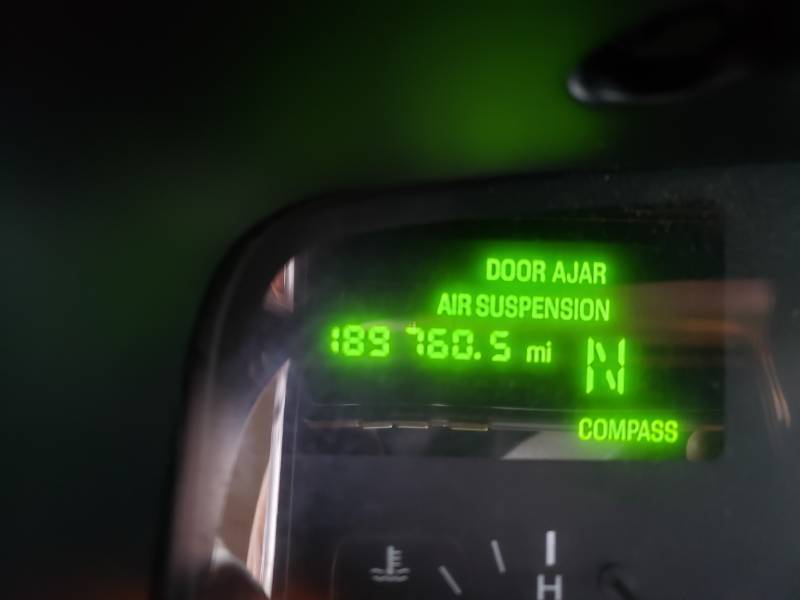 DOOR AJAR
AIR SUSPENSION
189760.5 mi N
COMPASS
H